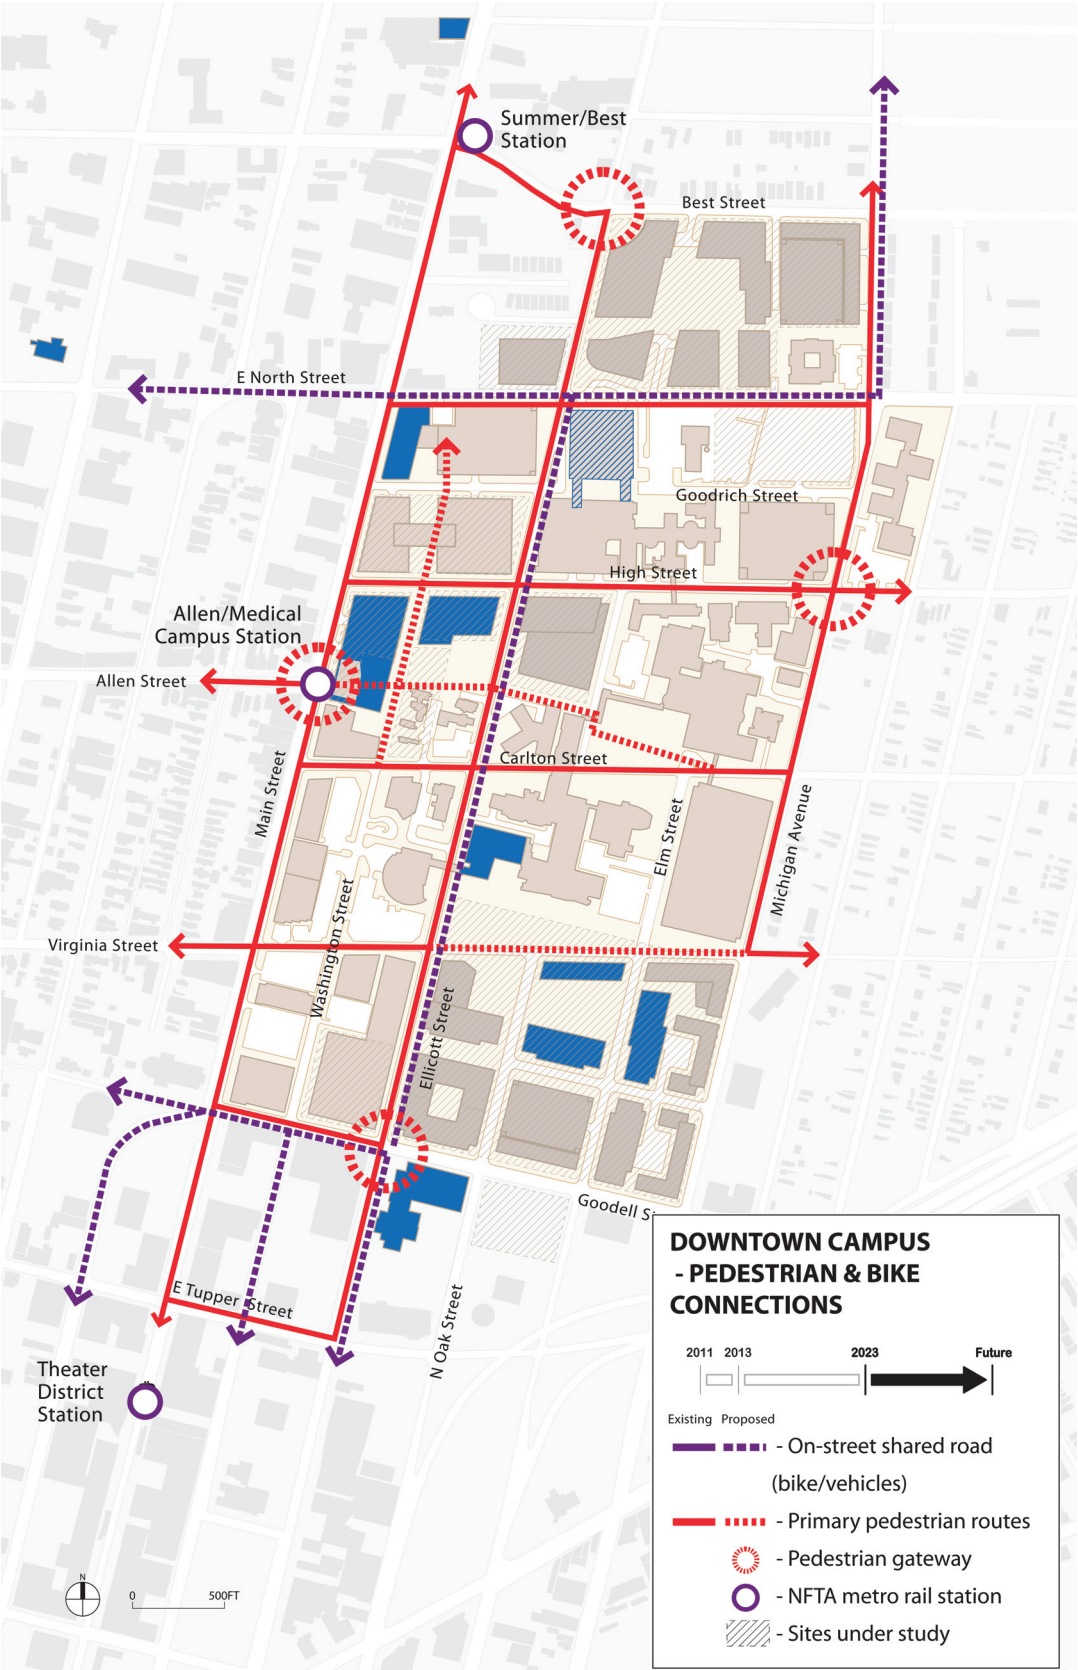 Summer/Best
Station
Best Street
E North Street
Goodrich Street
High Street
Allen/Medical
Campus Station
Allen Street
Carlton Street
Main Street
Elm Street
Michigan Avenue
Washington Street
Virginia Street
Ellicott Street
Goodell S
E Tupper Street
N Oak Street
Theater
District
Station
DOWNTOWN CAMPUS
- PEDESTRIAN & BIKE
CONNECTIONS
2011 2013 2023 Future
Existing Proposed
- On-street shared road
(bike/vehicles)
- Primary pedestrian routes
- Pedestrian gateway
- NFTA metro rail station
- Sites under study
N
0 500FT